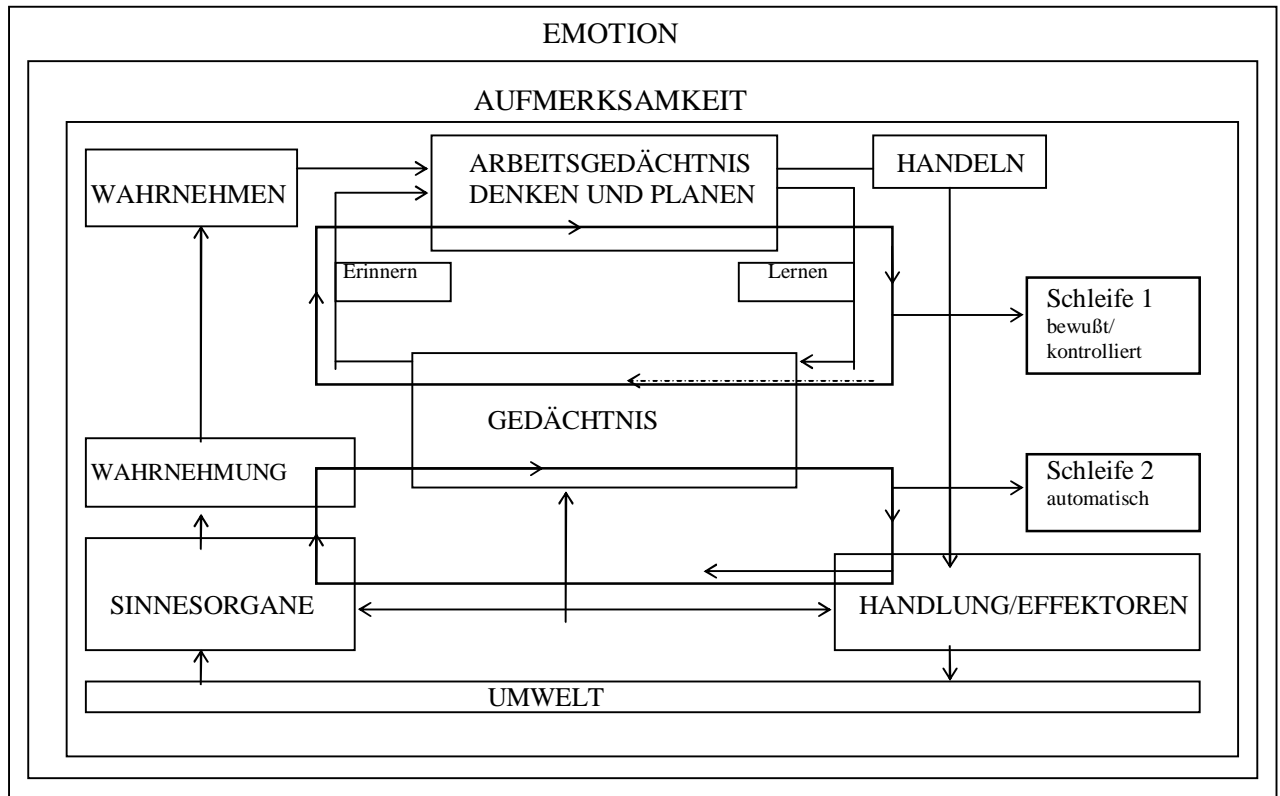 EMOTION
AUFMERKSAMKEIT
WAHRNEHMEN
ARBEITSGEDÄCHTNIS
DENKEN UND PLANEN
HANDELN
Erinnern
Lernen
Schleife 1
bewußt/
kontrolliert
GEDÄCHTNIS
WAHRNEHMUNG
Schleife 2
automatisch
SINNESORGANE
HANDLUNG/EFFEKTOREN
UMWELT